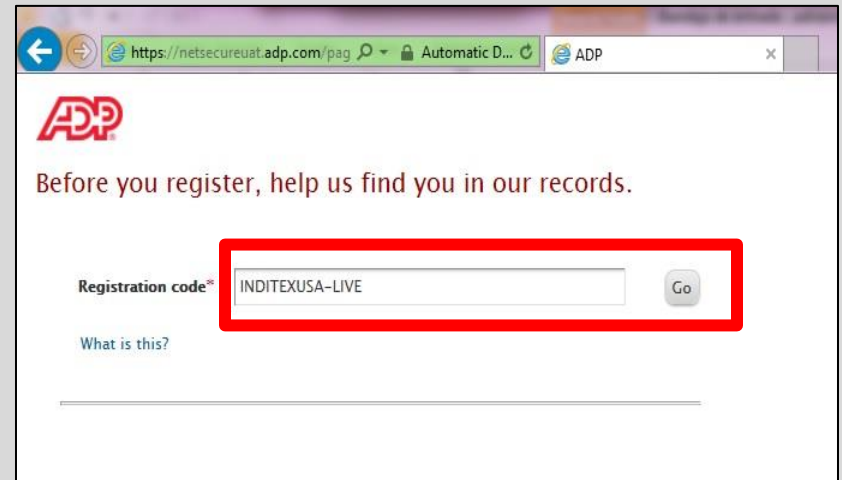 https://netsecureuat.adp.com/pag
Automatic D...
ADP
ADP
Before you register, help us find you in our records.
Registration code*
INDITEXUSA-LIVE
Go
What is this?